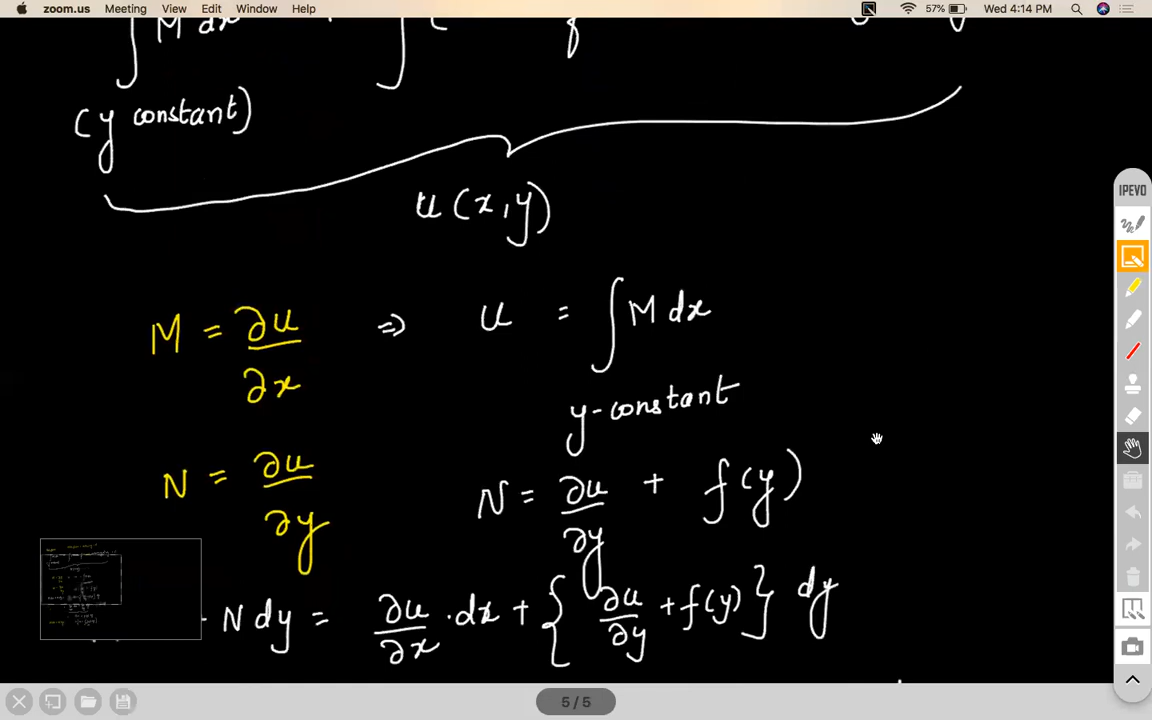 zoom.us Meeting View Edit Window Help 57% Wed 4:14 PM
∫ M dx ∫
(y constant)
u(x,y)
M = ∂u/∂x ⇒ u = ∫ M dx
y-constant
N = ∂u/∂y N = ∂u/∂y + f(y)
N dy = ∂u/∂x · dx + { ∂u/∂y + f(y) } dy
IPEVO
5 / 5